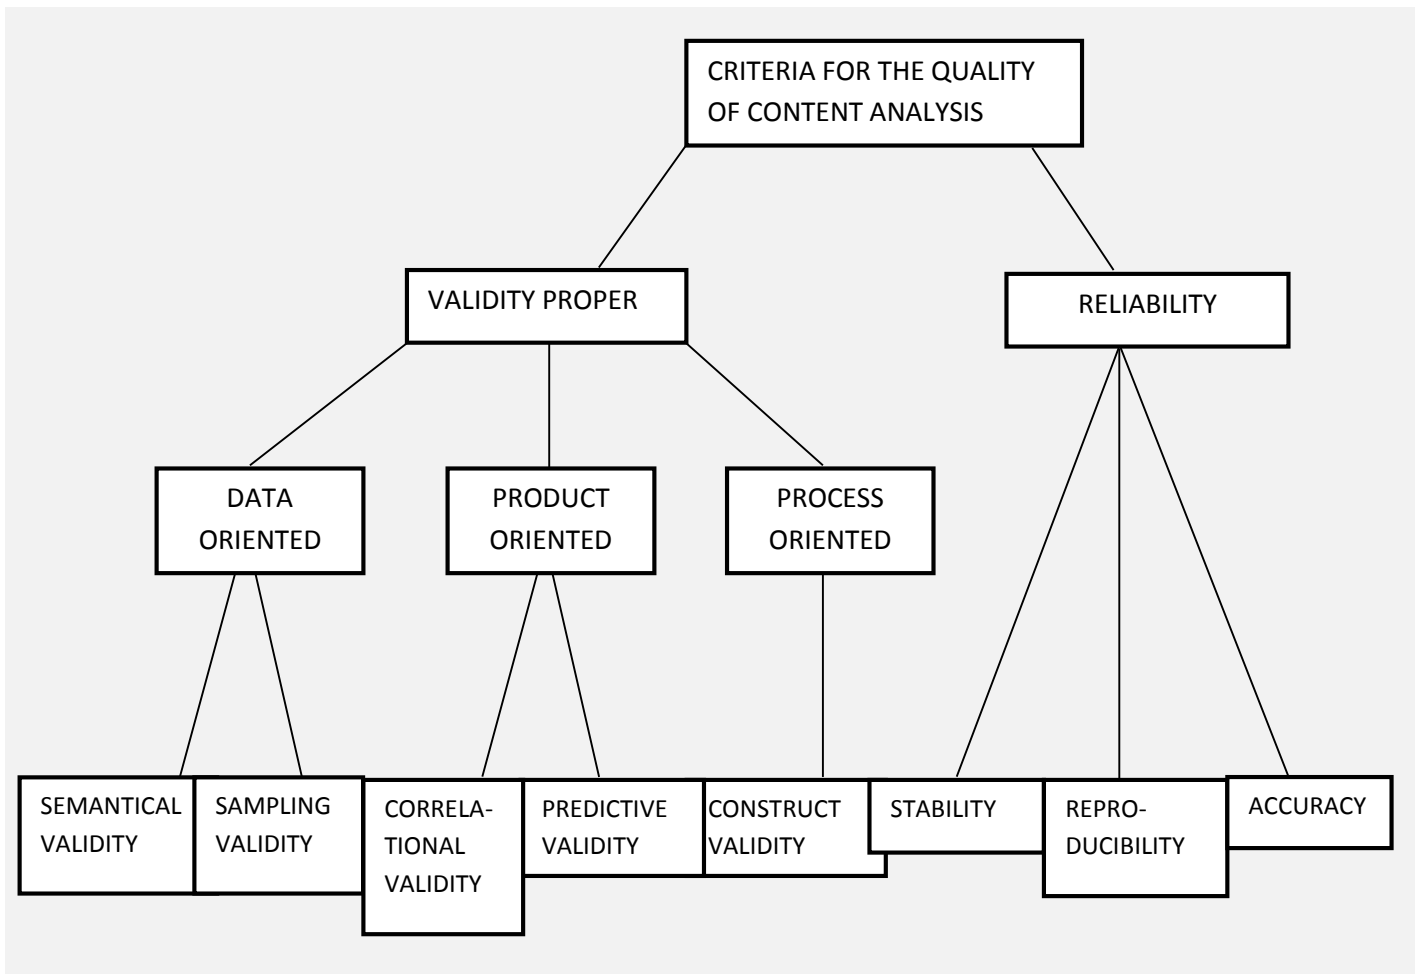 CRITERIA FOR THE QUALITY
OF CONTENT ANALYSIS
VALIDITY PROPER
RELIABILITY
DATA
ORIENTED
PRODUCT
ORIENTED
PROCESS
ORIENTED
SEMANTICAL
VALIDITY
SAMPLING
VALIDITY
CORRELA-
TIONAL
VALIDITY
PREDICTIVE
VALIDITY
CONSTRUCT
VALIDITY
STABILITY
REPRO-
DUCIBILITY
ACCURACY